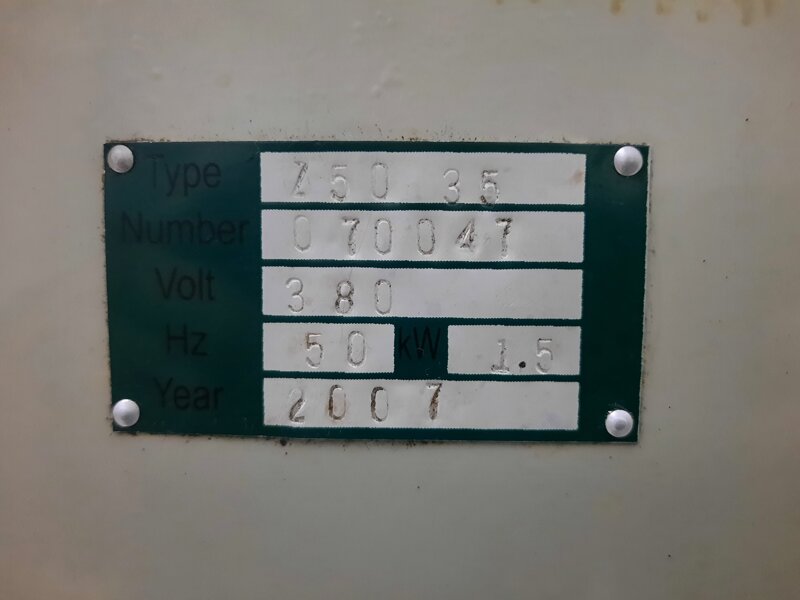 Type Z50 35
Number 070047
Volt 380
Hz 50 kW 1.5
Year 2007